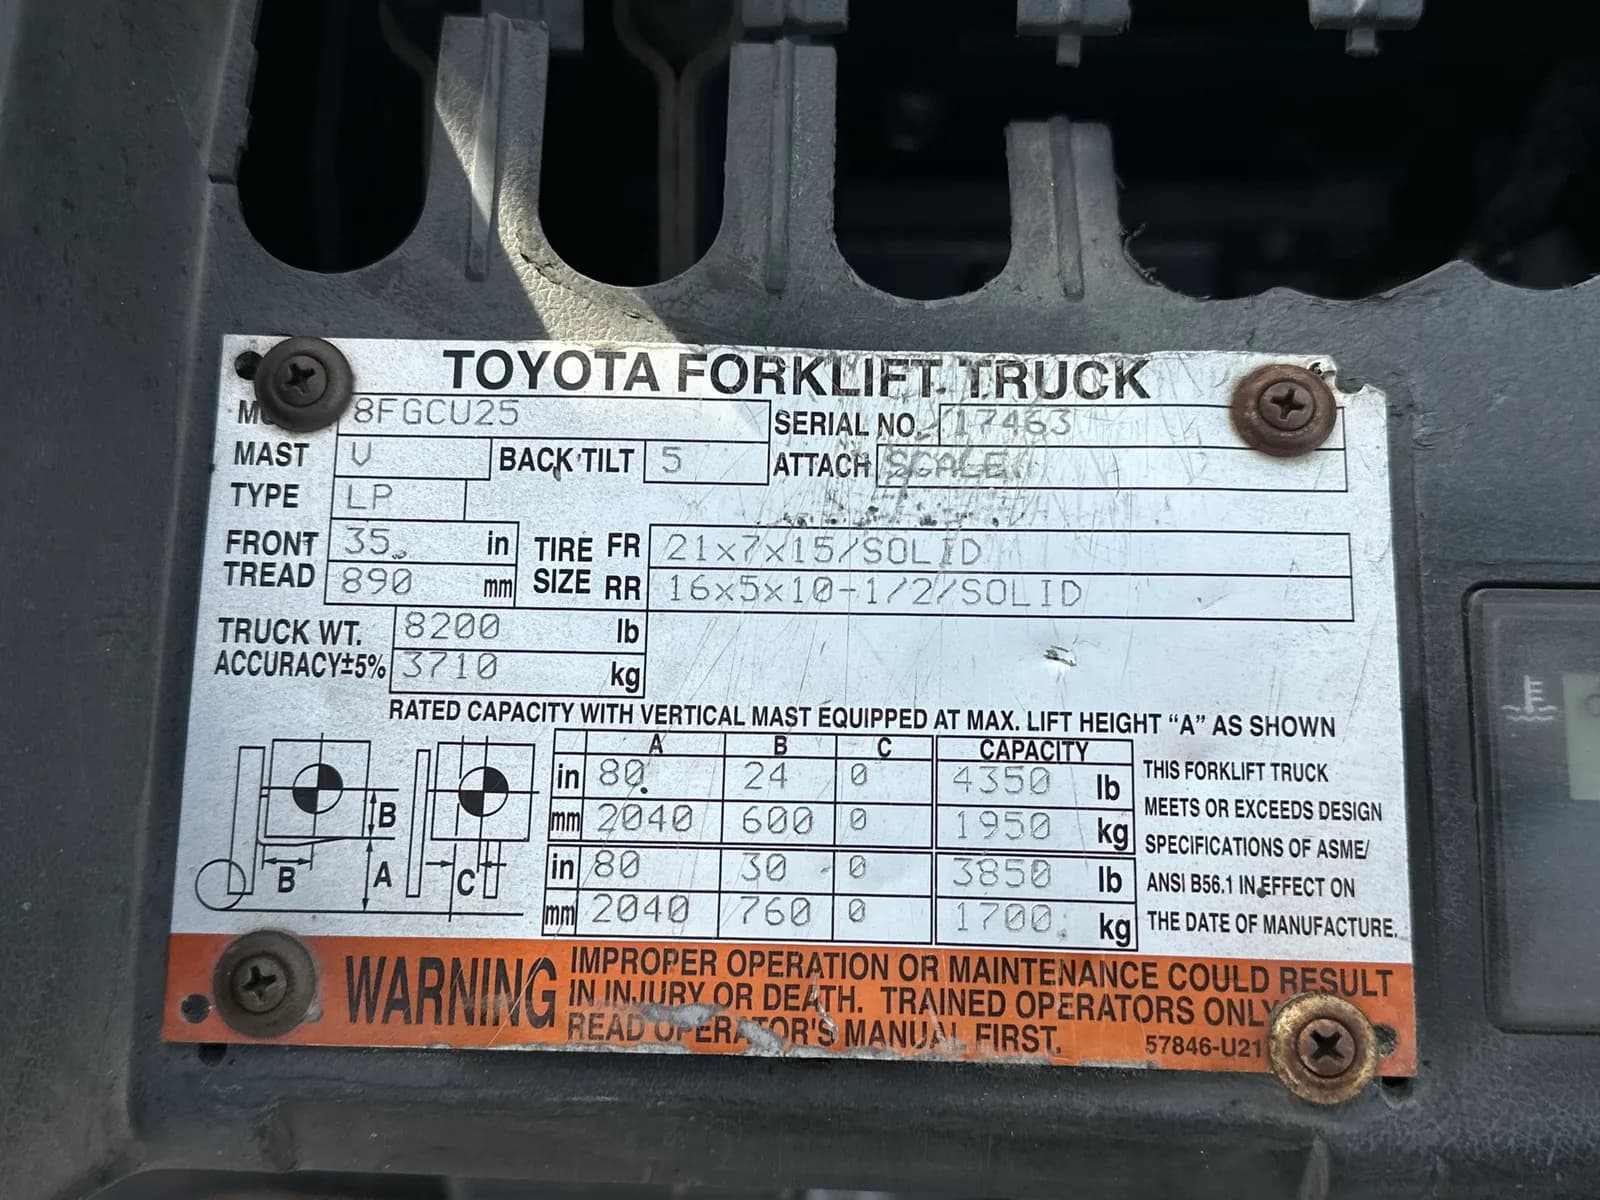 TOYOTA FORKLIFT TRUCK
8FGCU25 SERIAL NO. 17463
MAST V BACK TILT 5 ATTACH SCALE
TYPE LP
FRONT TREAD 35. in 890 mm
TIRE SIZE FR 21x7x15/SOLID
RR 16x5x10-1/2/SOLID
TRUCK WT. 8200 lb
ACCURACY±5% 3710 kg
RATED CAPACITY WITH VERTICAL MAST EQUIPPED AT MAX. LIFT HEIGHT "A" AS SHOWN
A B C CAPACITY
in 80. 24 0 4350 lb
mm 2040 600 0 1950 kg
in 80 30 0 3850 lb
mm 2040 760 0 1700 kg
B
B A C
THIS FORKLIFT TRUCK
MEETS OR EXCEEDS DESIGN
SPECIFICATIONS OF ASME/
ANSI B56.1 IN EFFECT ON
THE DATE OF MANUFACTURE.
WARNING
IMPROPER OPERATION OR MAINTENANCE COULD RESULT
IN INJURY OR DEATH. TRAINED OPERATORS ONLY
READ OPERATOR'S MANUAL FIRST.
57846-U21